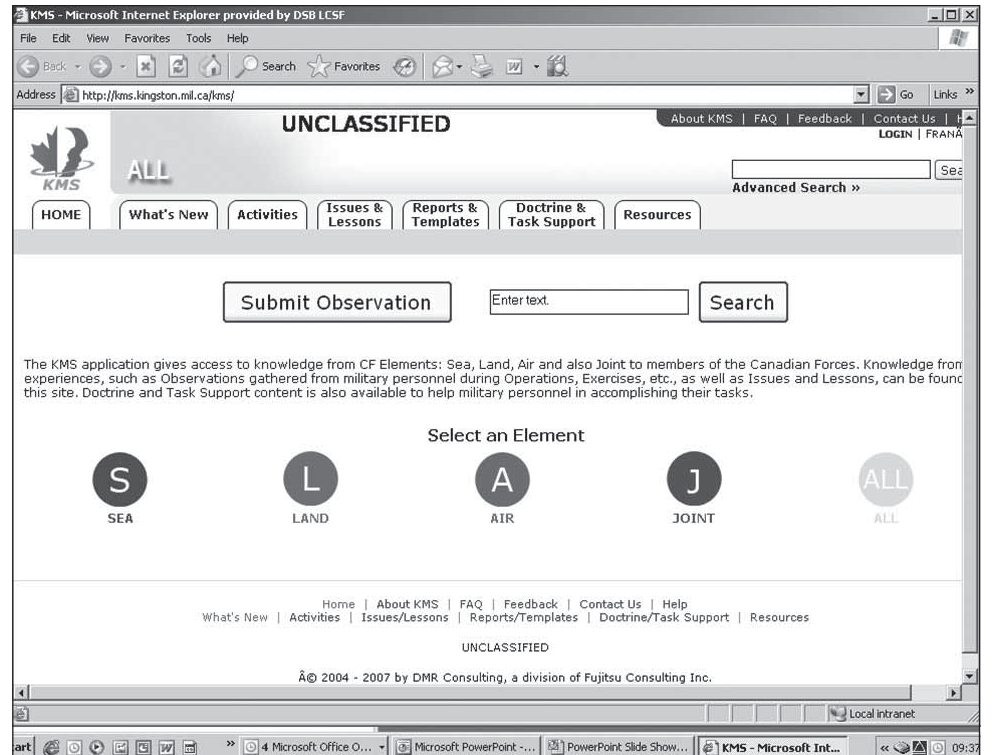 KMS - Microsoft Internet Explorer provided by DSB LCSF
File Edit View Favorites Tools Help
Back Search Favorites
Address http://kms.kingston.mil.ca/kms/ Go Links »
UNCLASSIFIED
About KMS | FAQ | Feedback | Contact Us | H
LOGIN | FRANÃ
KMS
ALL
Sea
Advanced Search »
HOME What's New Activities Issues & Lessons Reports & Templates Doctrine & Task Support Resources
Submit Observation Enter text. Search
The KMS application gives access to knowledge from CF Elements: Sea, Land, Air and also Joint to members of the Canadian Forces. Knowledge from
experiences, such as Observations gathered from military personnel during Operations, Exercises, etc., as well as Issues and Lessons, can be found
this site. Doctrine and Task Support content is also available to help military personnel in accomplishing their tasks.
Select an Element
S L A J ALL
SEA LAND AIR JOINT ALL
Home | About KMS | FAQ | Feedback | Contact Us | Help
What's New | Activities | Issues/Lessons | Reports/Templates | Doctrine/Task Support | Resources
UNCLASSIFIED
Â© 2004 - 2007 by DMR Consulting, a division of Fujitsu Consulting Inc.
Local intranet
art » 4 Microsoft Office O... Microsoft PowerPoint -... PowerPoint Slide Show... KMS - Microsoft Int... « 09:37